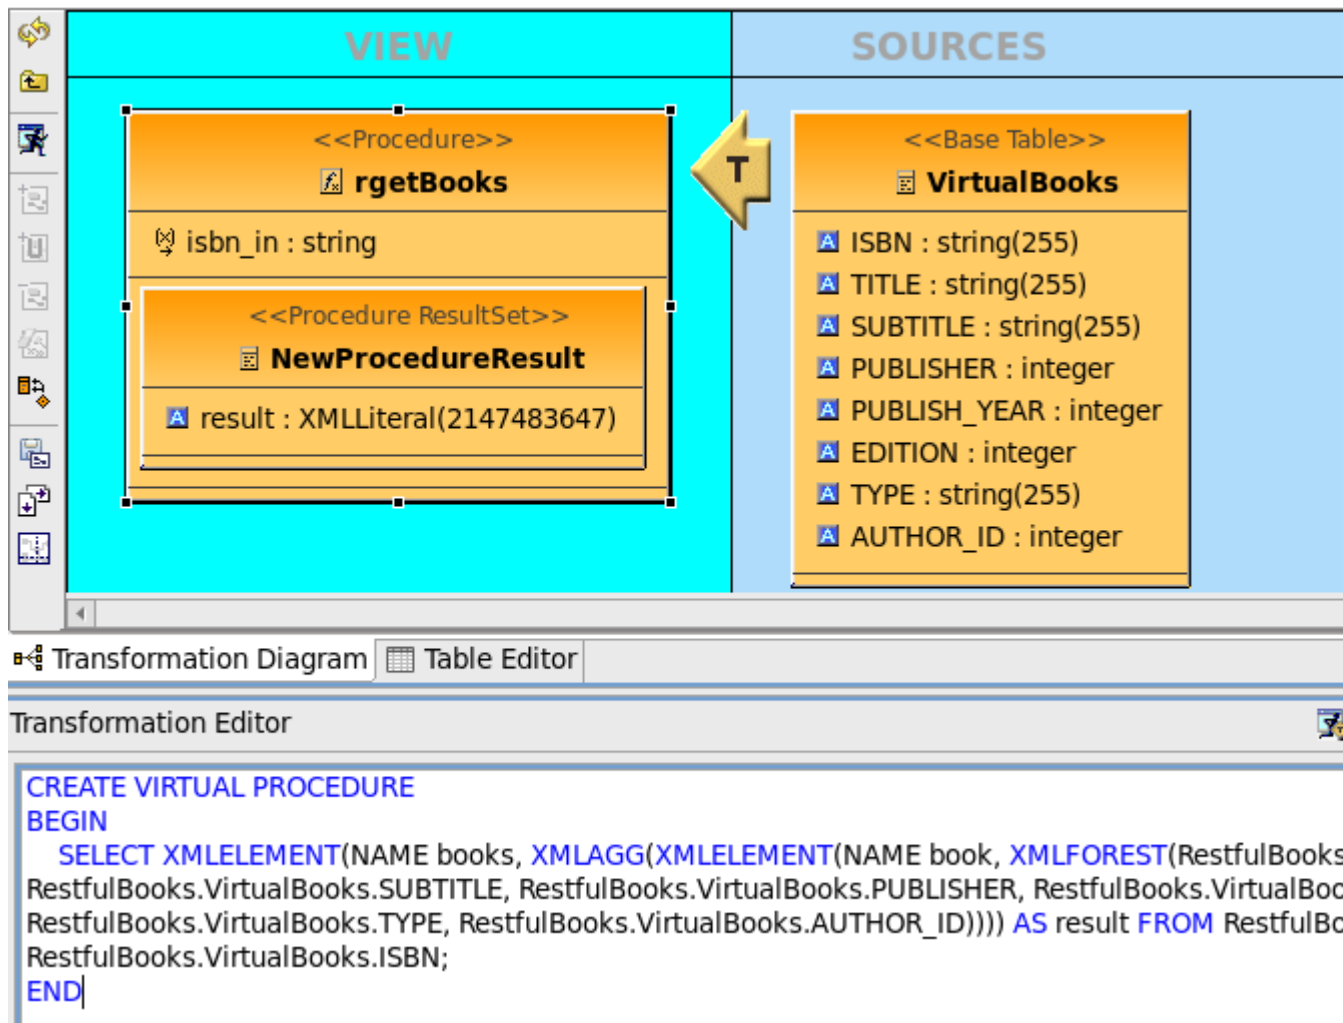 VIEW
SOURCES
<<Procedure>>
rgetBooks
isbn_in : string
<<Procedure ResultSet>>
NewProcedureResult
result : XMLLiteral(2147483647)
T
<<Base Table>>
VirtualBooks
ISBN : string(255)
TITLE : string(255)
SUBTITLE : string(255)
PUBLISHER : integer
PUBLISH_YEAR : integer
EDITION : integer
TYPE : string(255)
AUTHOR_ID : integer
Transformation Diagram
Table Editor
Transformation Editor
CREATE VIRTUAL PROCEDURE
BEGIN
SELECT XMLELEMENT(NAME books, XMLAGG(XMLELEMENT(NAME book, XMLFOREST(RestfulBooks
RestfulBooks.VirtualBooks.SUBTITLE, RestfulBooks.VirtualBooks.PUBLISHER, RestfulBooks.VirtualBoo
RestfulBooks.VirtualBooks.TYPE, RestfulBooks.VirtualBooks.AUTHOR_ID)))) AS result FROM RestfulBo
RestfulBooks.VirtualBooks.ISBN;
END